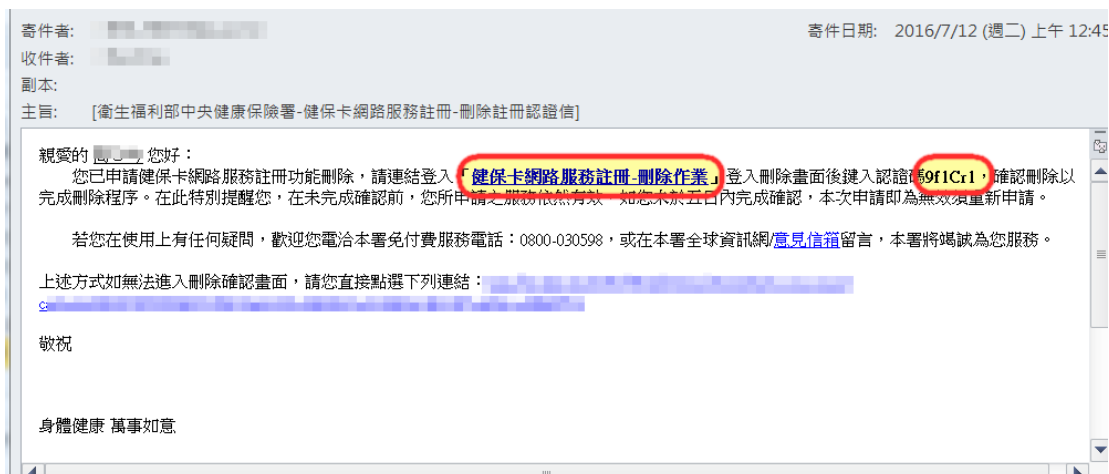 寄件者: 寄件日期: 2016/7/12 (週二) 上午 12:45
收件者:
副本:
主旨: [衛生福利部中央健康保險署-健保卡網路服務註冊-刪除註冊認證信]
親愛的 您好：
您已申請健保卡網路服務註冊功能刪除，請連結登入「健保卡網路服務註冊-刪除作業」登入刪除畫面後鍵入認證碼9f1Cr1，確認刪除以
完成刪除程序。在此特別提醒您，在未完成確認前，您所申請之服務依然有效，如您未於五日內完成確認，本次申請即為無效須重新申請。
若您在使用上有任何疑問，歡迎您電洽本署免付費服務電話：0800-030598，或在本署全球資訊網/意見信箱留言，本署將竭誠為您服務。
上述方式如無法進入刪除確認畫面，請您直接點選下列連結：
敬祝
身體健康 萬事如意